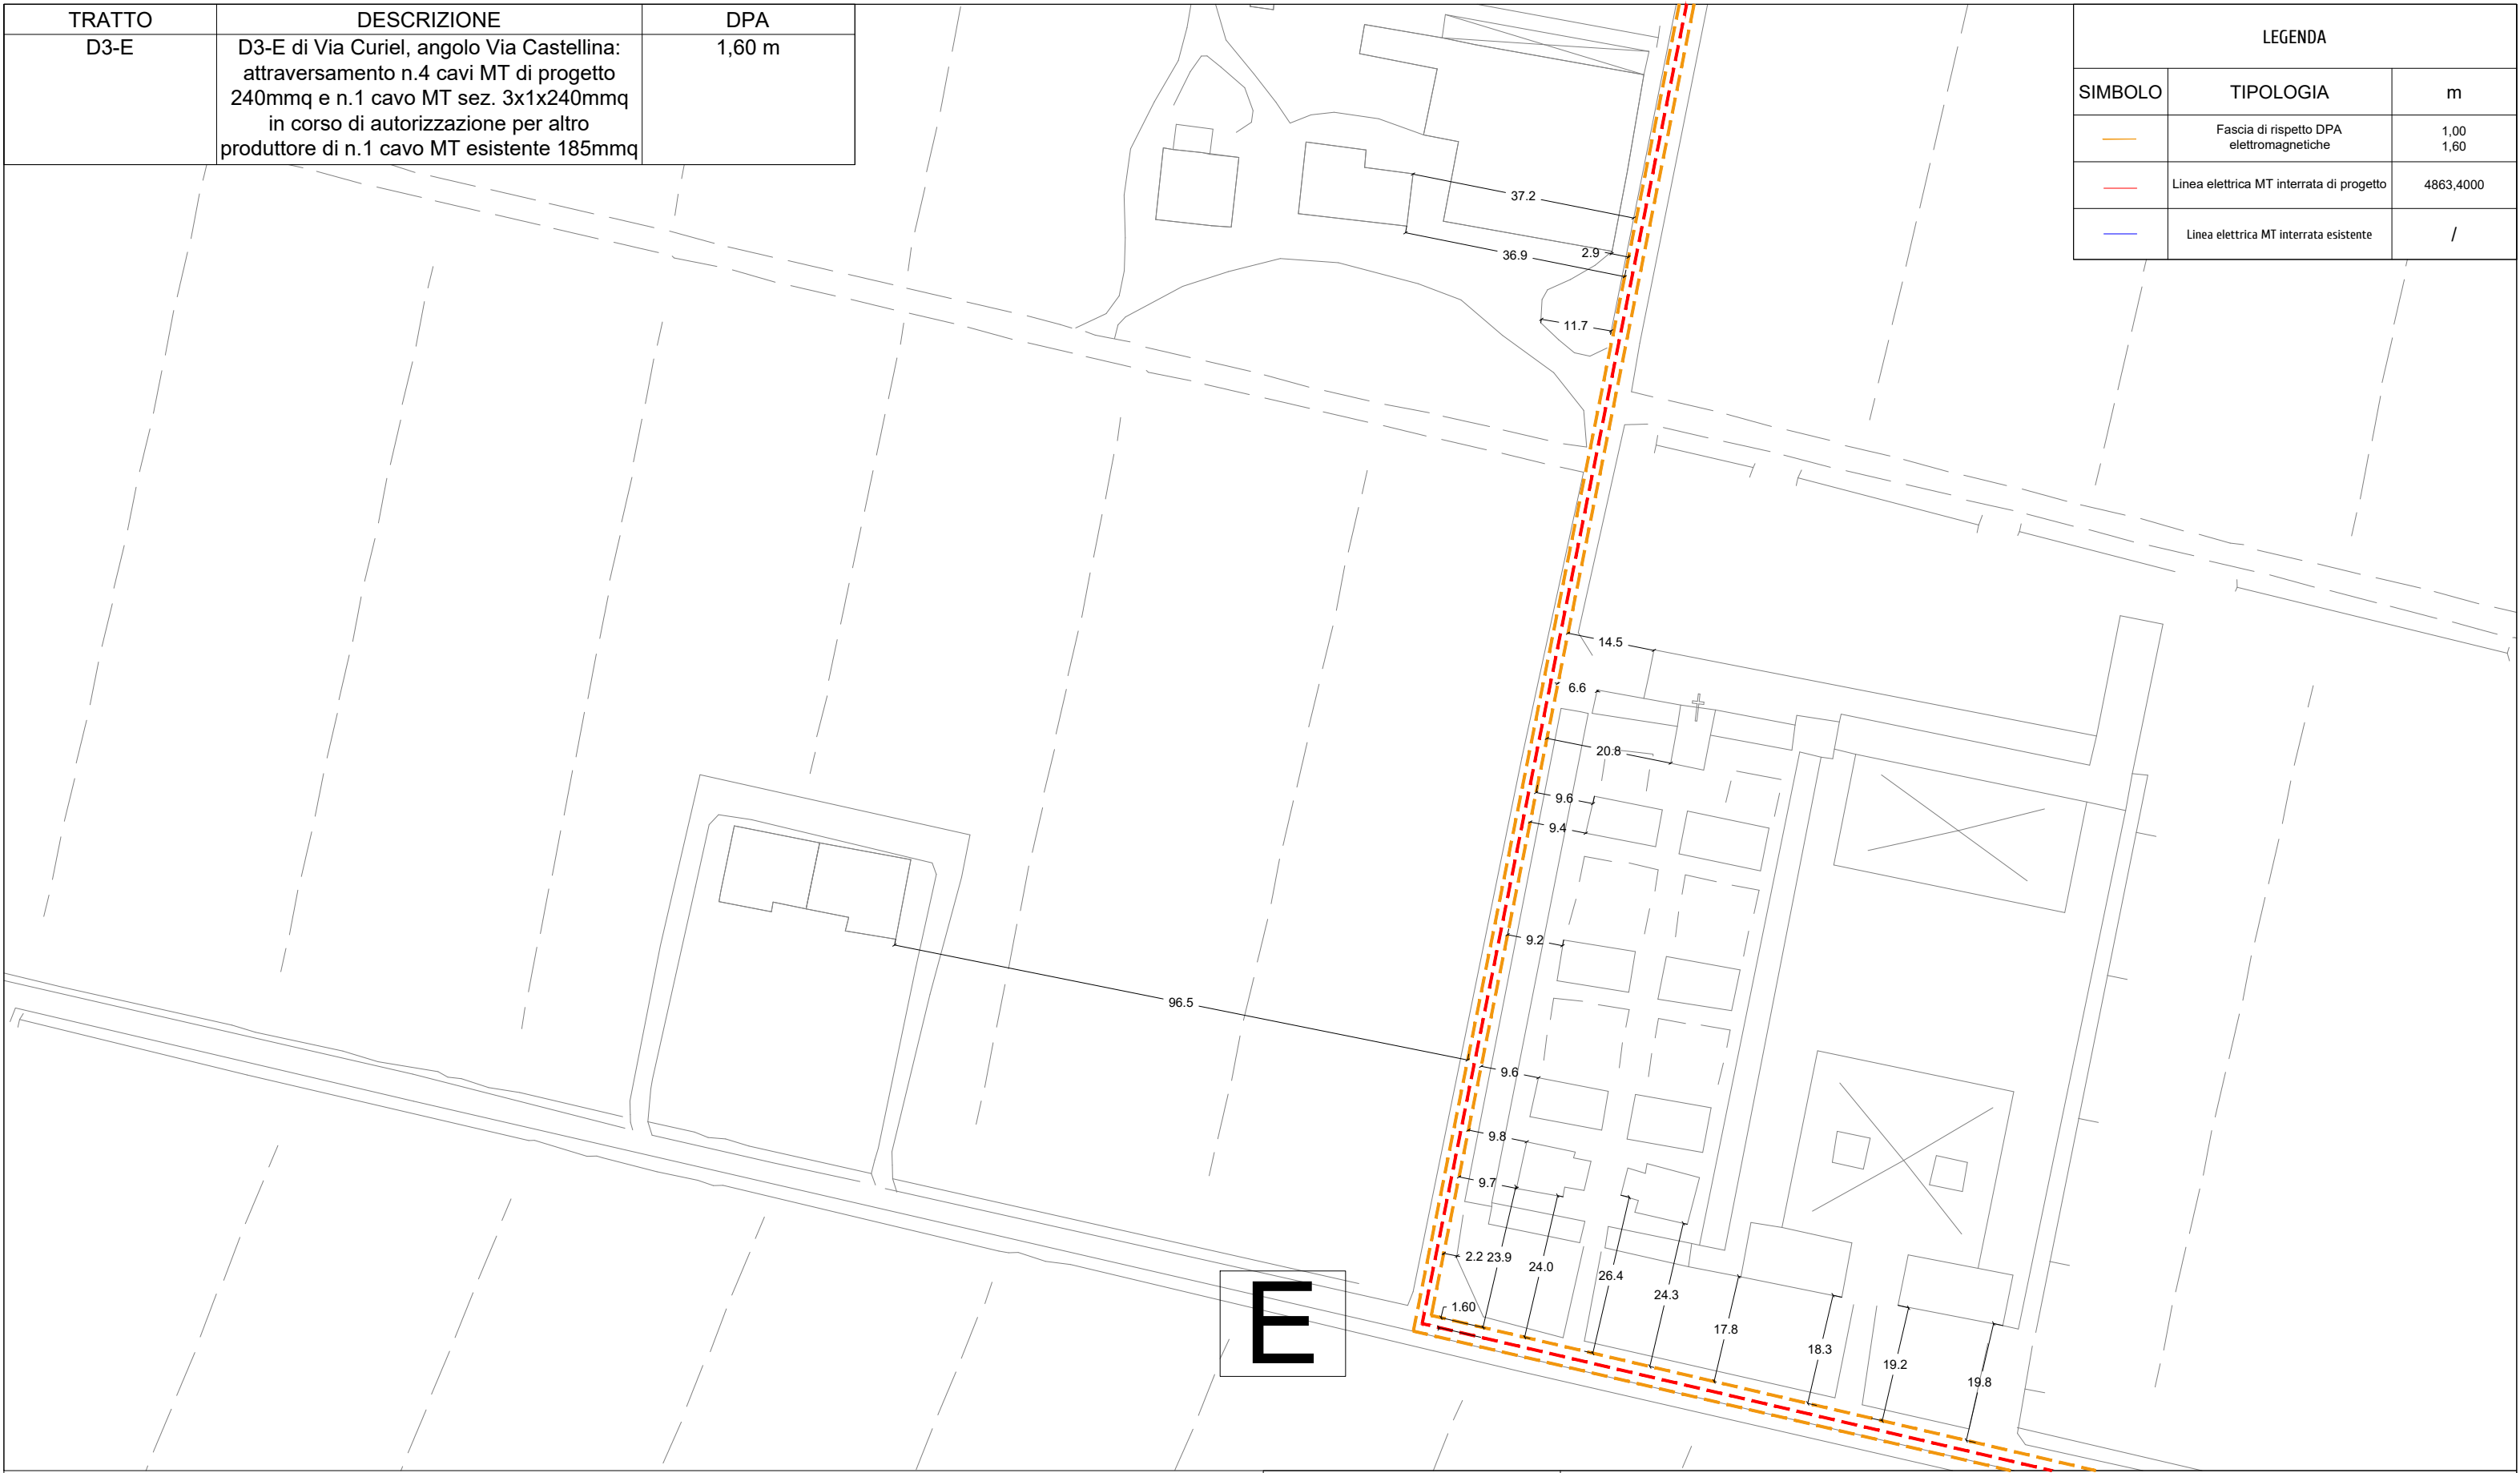 TRATTO DESCRIZIONE DPA
D3-E D3-E di Via Curiel, angolo Via Castellina: 1,60 m
attraversamento n.4 cavi MT di progetto
240mmq e n.1 cavo MT sez. 3x1x240mmq
in corso di autorizzazione per altro
produttore di n.1 cavo MT esistente 185mmq
LEGENDA
SIMBOLO TIPOLOGIA m
Fascia di rispetto DPA 1,00
elettromagnetiche 1,60
Linea elettrica MT interrata di progetto 4863,4000
Linea elettrica MT interrata esistente /
37.2
2.9
36.9
11.7
14.5
6.6
20.8
9.6
9.4
9.2
96.5
9.6
9.8
9.7
2.2 23.9
24.0
26.4
24.3
1.60
17.8
18.3
19.2
19.8
E